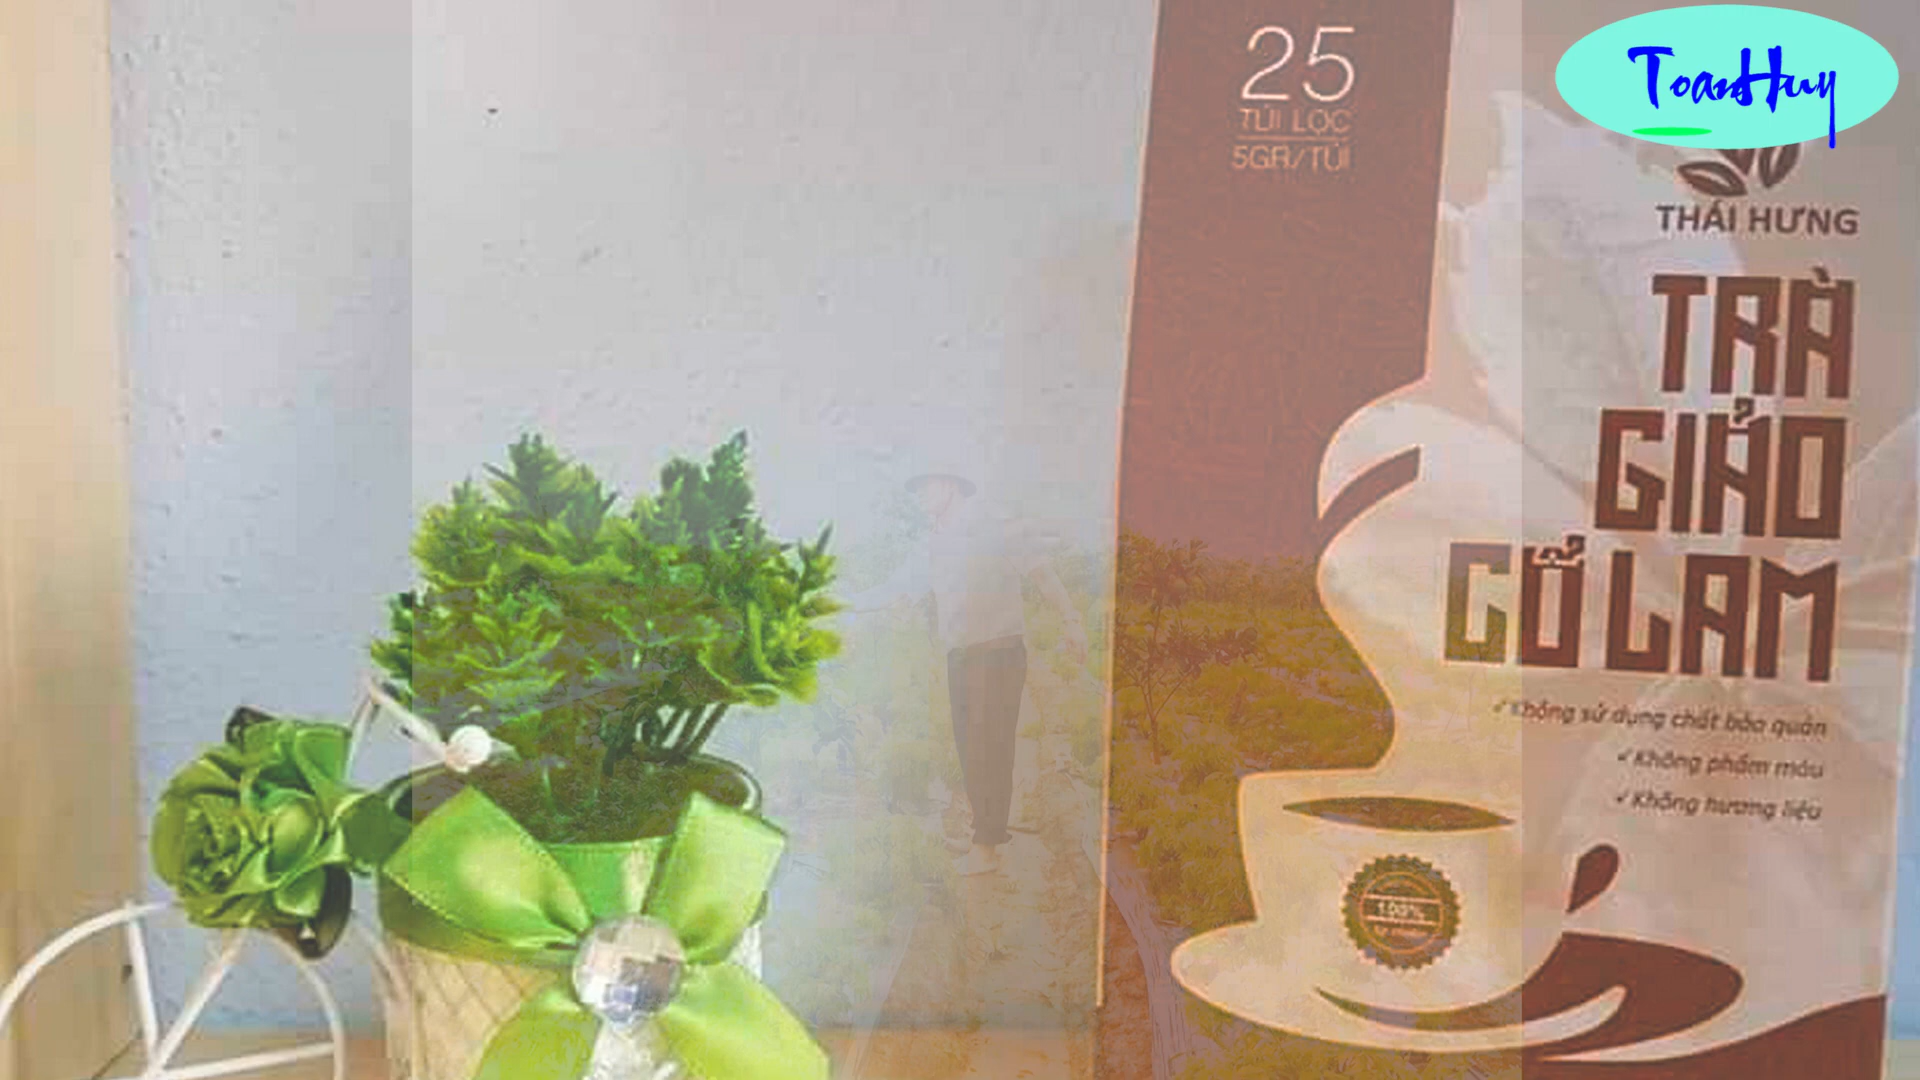 25
TÚI LỌC
5GR/TÚI
ToanHuy
THÁI HƯNG
TRÀ
GIẢO
CỔ LAM
✓Không sử dụng chất bảo quản
✓Không phẩm màu
✓Không hương liệu
100%